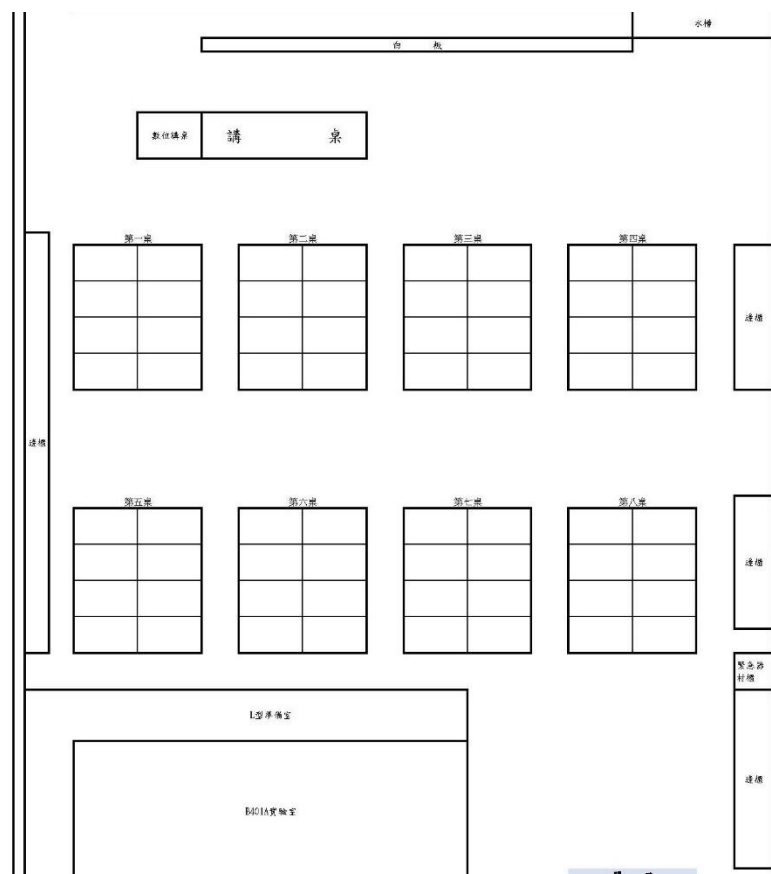 水槽
白 板
數位講桌 講 桌
第一桌 第二桌 第三桌 第四桌
邊櫃
邊櫃
第五桌 第六桌 第七桌 第八桌
邊櫃
緊急器
材櫃
L型準備室
邊櫃
B401A實驗室